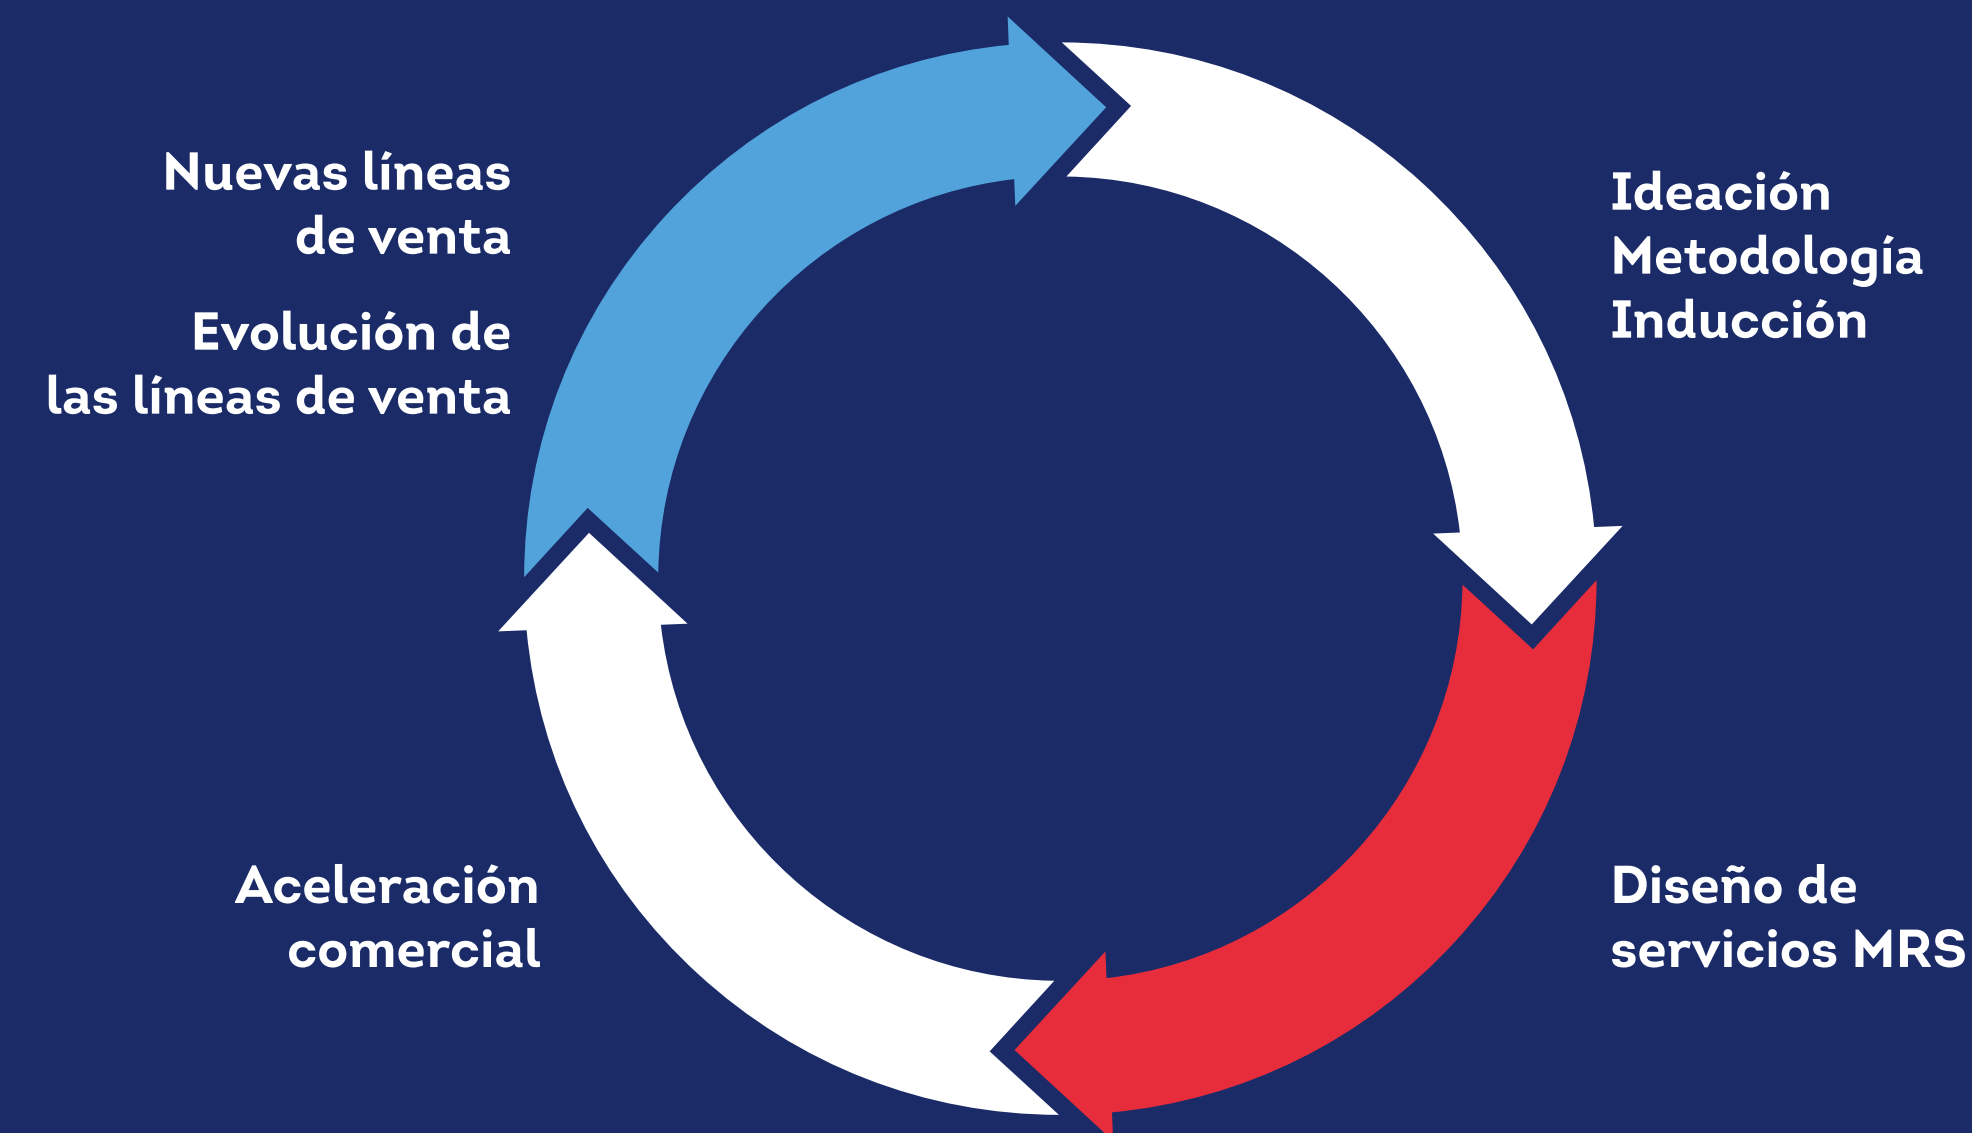 Nuevas líneas
de venta
Evolución de
las líneas de venta
Ideación
Metodología
Inducción
Aceleración
comercial
Diseño de
servicios MRS